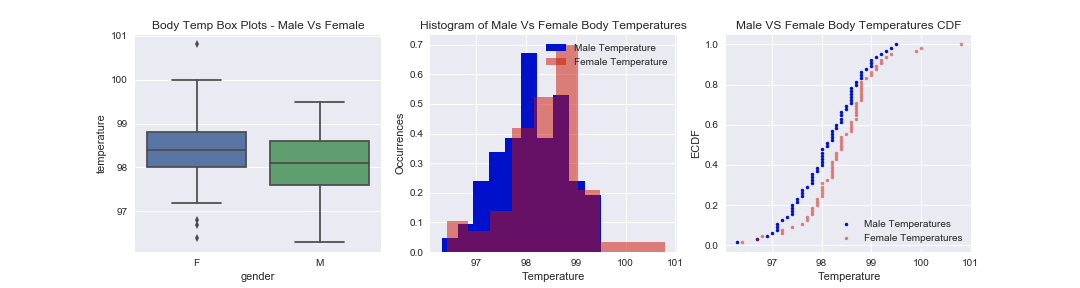 Body Temp Box Plots - Male Vs Female
101
100
99
98
97
temperature
F
M
gender
Histogram of Male Vs Female Body Temperatures
0.7
0.6
0.5
0.4
0.3
0.2
0.1
0.0
Occurrences
Male Temperature
Female Temperature
97
98
99
100
101
Temperature
Male VS Female Body Temperatures CDF
1.0
0.8
0.6
0.4
0.2
0.0
ECDF
Male Temperatures
Female Temperatures
97
98
99
100
101
Temperature